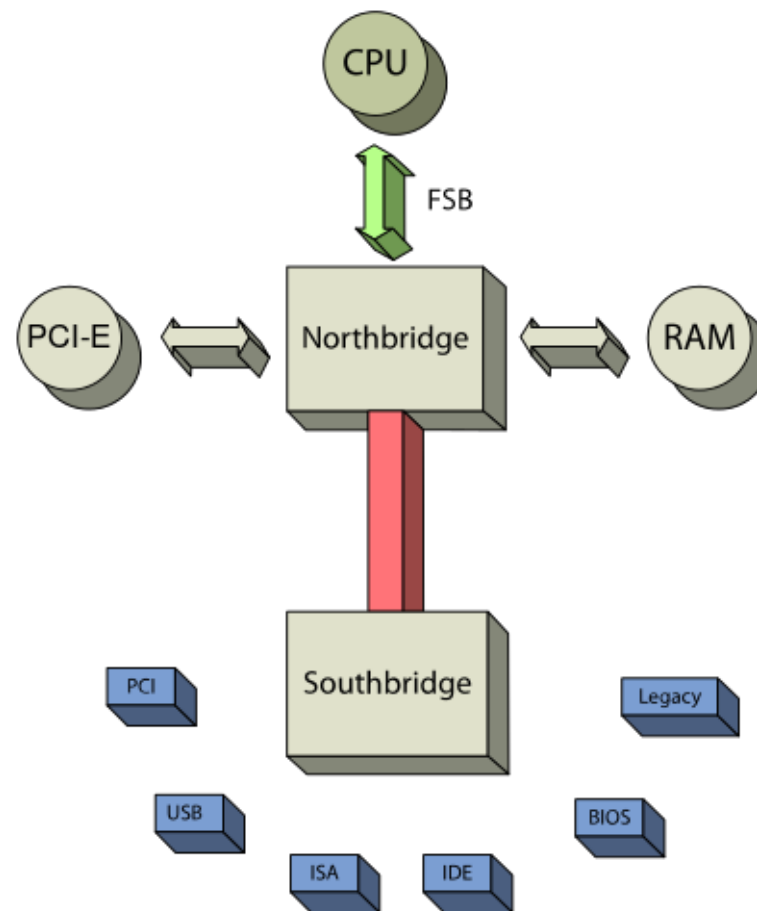 CPU
FSB
PCI-E
Northbridge
RAM
Southbridge
PCI
Legacy
USB
BIOS
ISA
IDE